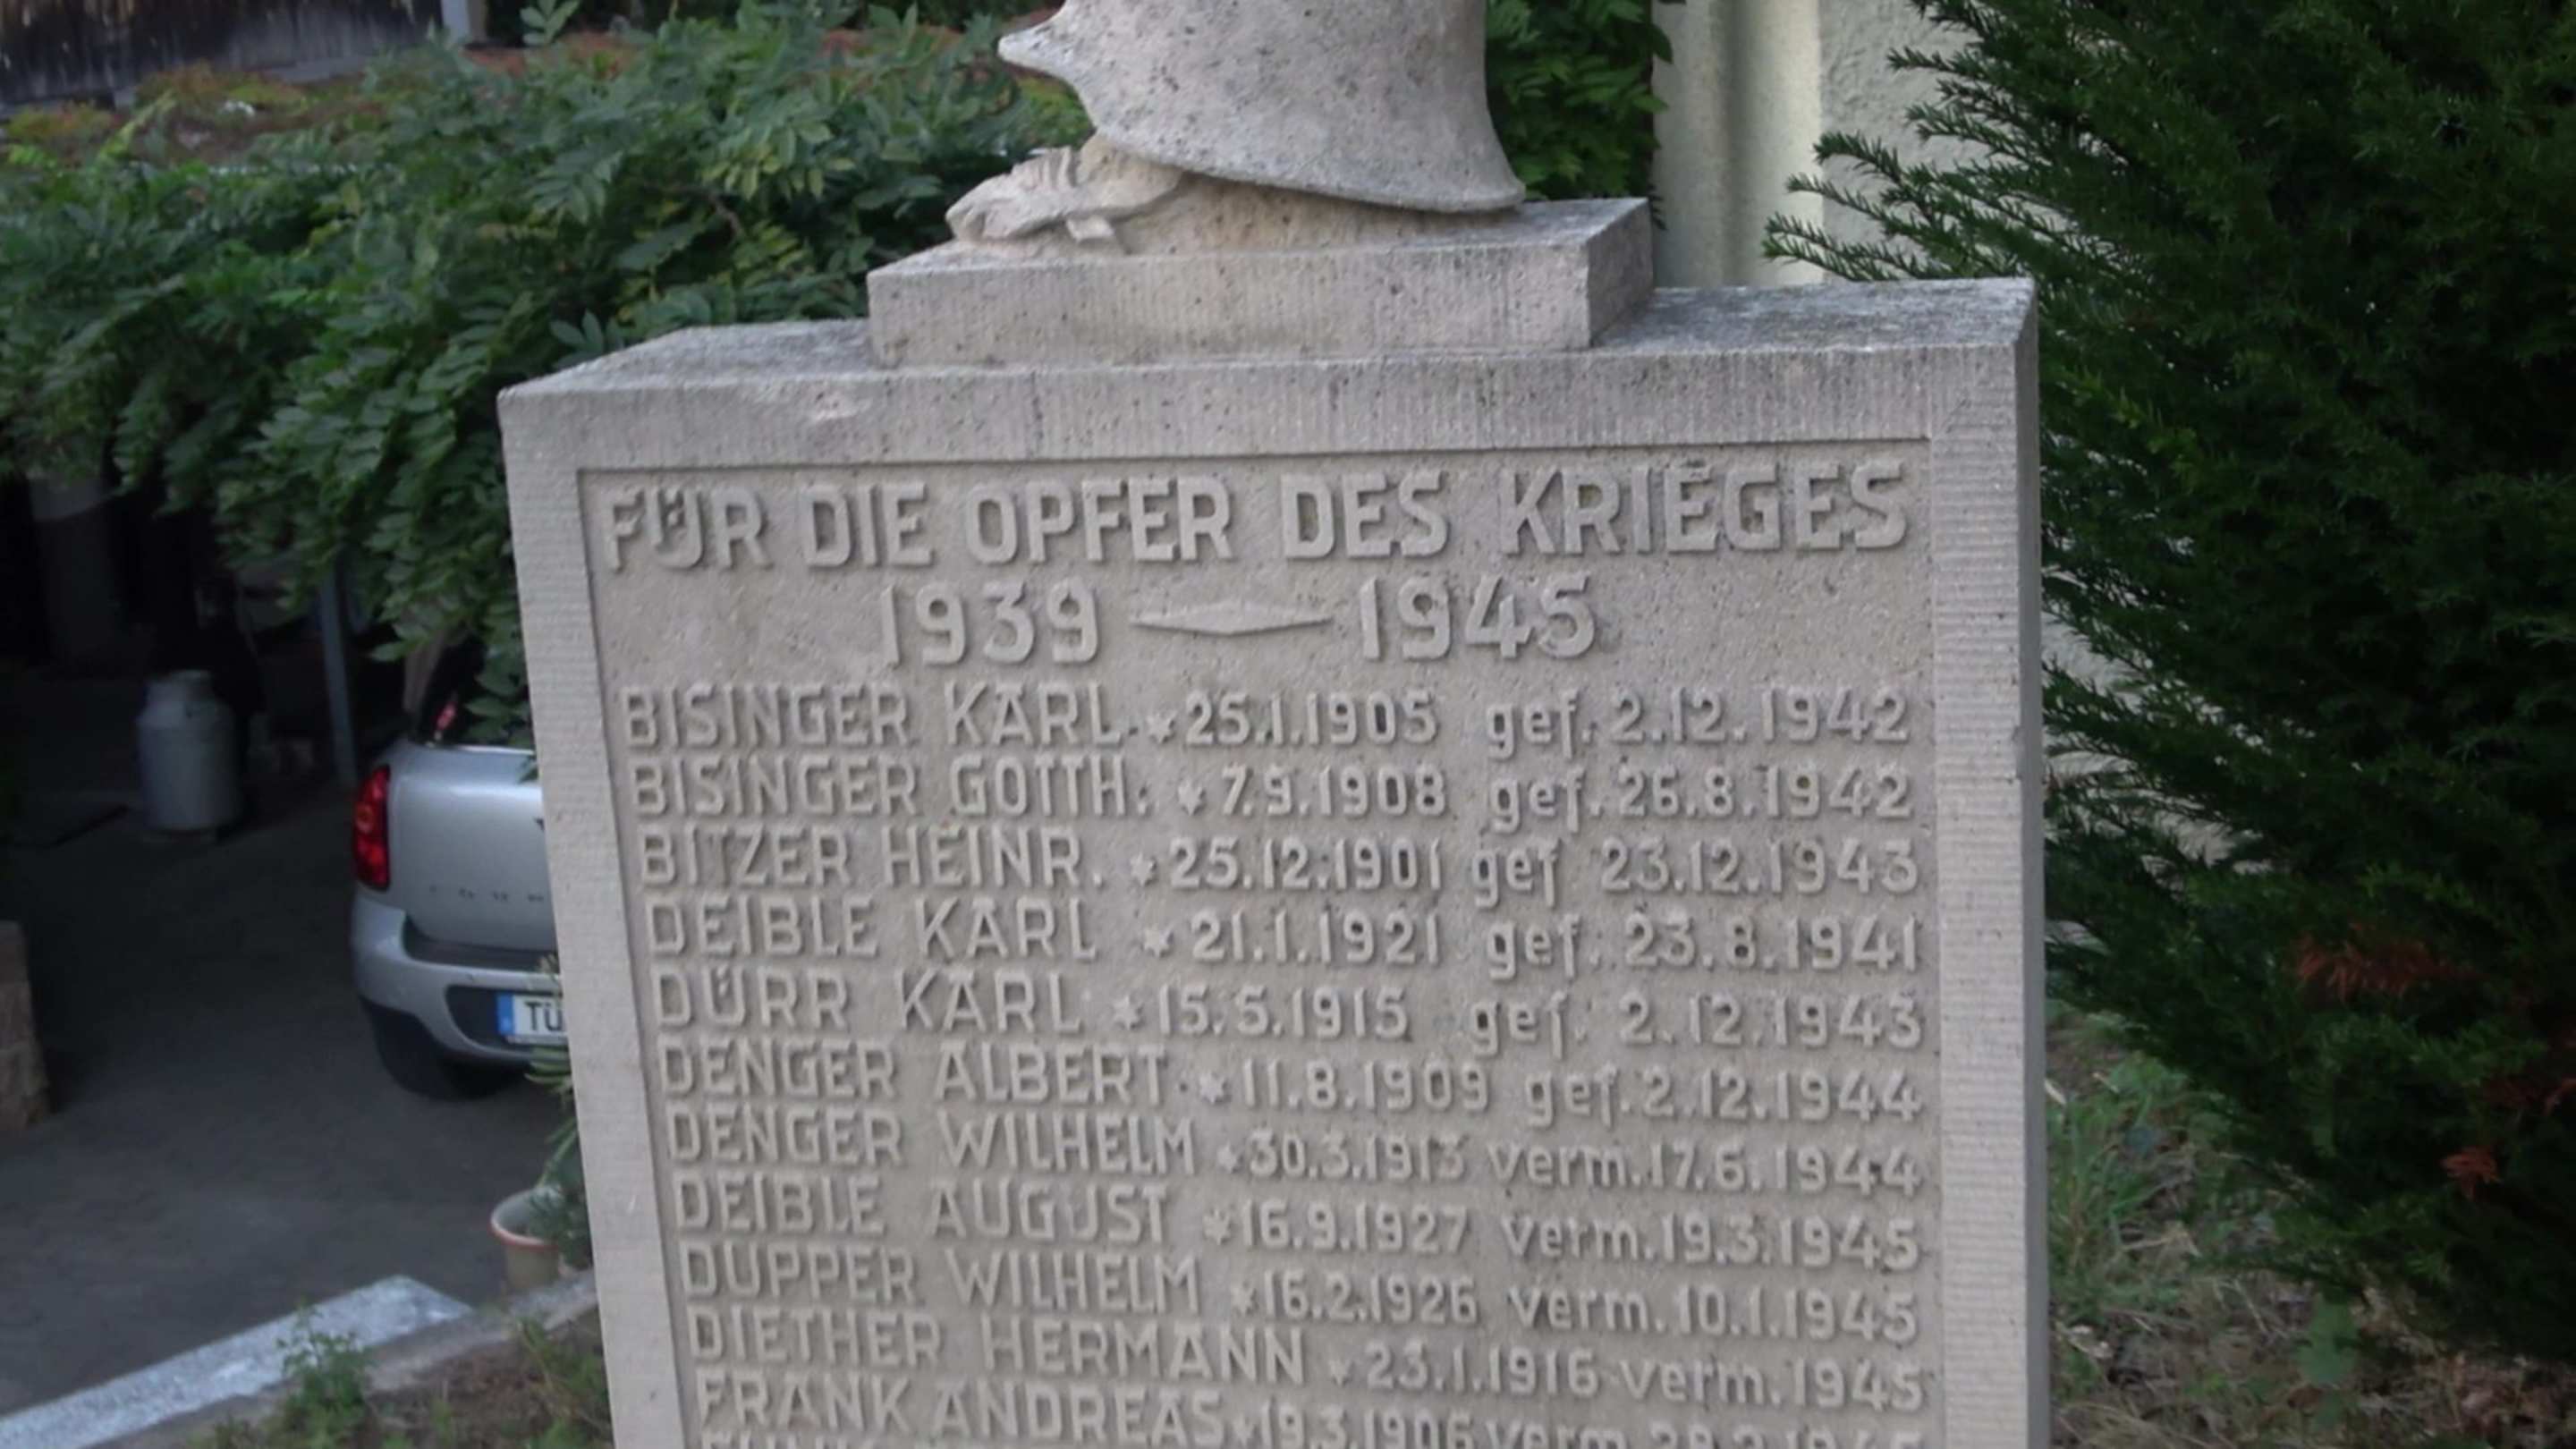 FÜR DIE OPFER DES KRIEGES
1939 — 1945
BISINGER KARL *25.1.1905 gef. 2.12.1942
BISINGER GOTTH. *7.9.1908 gef. 26.8.1942
BITZER HEINR. *25.12.1901 gef 23.12.1943
DEIBLE KARL *21.1.1921 gef. 23.8.1941
DÜRR KARL *15.5.1915 gef. 2.12.1943
DENGER ALBERT *11.8.1909 gef. 2.12.1944
DENGER WILHELM *30.3.1913 verm. 17.6.1944
DEIBLE AUGUST *16.9.1927 verm. 19.3.1945
DUPPER WILHELM *16.2.1926 verm. 10.1.1945
DIETHER HERMANN *23.1.1916 verm. 1945
FRANK ANDREAS *19.3.1906 verm.
TÜ